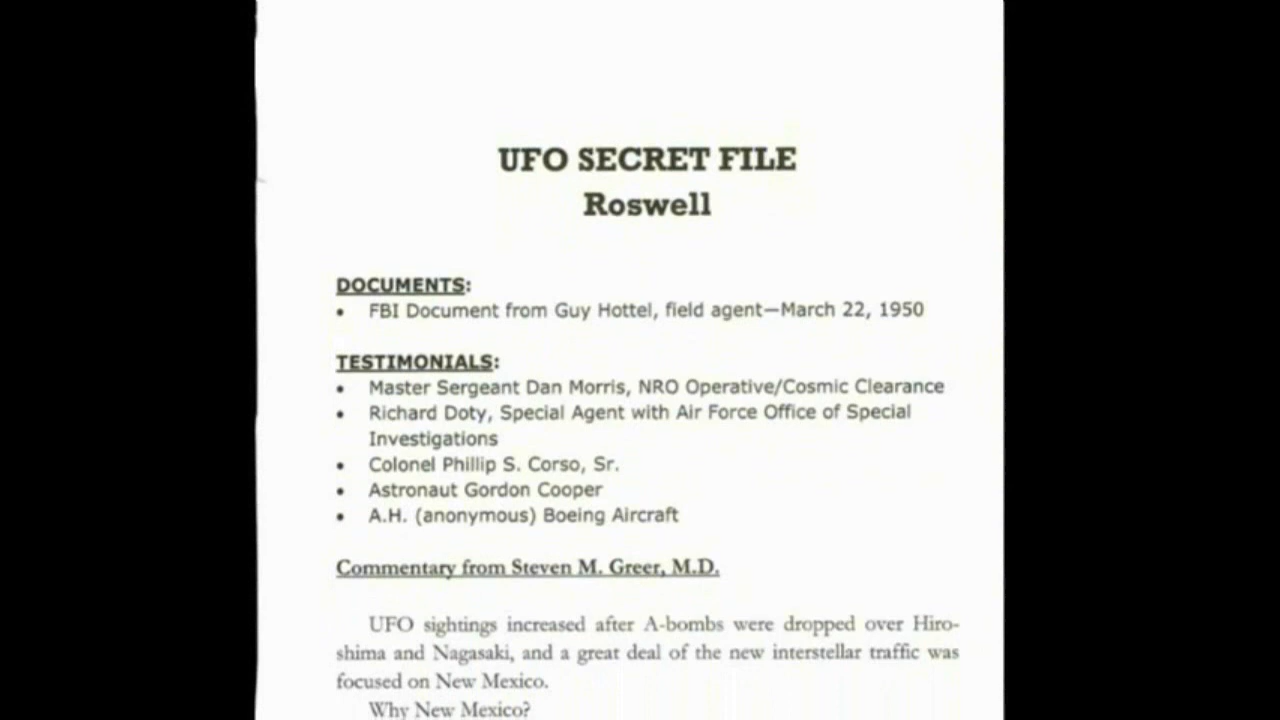 UFO SECRET FILE
Roswell
DOCUMENTS:
• FBI Document from Guy Hottel, field agent—March 22, 1950
TESTIMONIALS:
• Master Sergeant Dan Morris, NRO Operative/Cosmic Clearance
• Richard Doty, Special Agent with Air Force Office of Special
Investigations
• Colonel Phillip S. Corso, Sr.
• Astronaut Gordon Cooper
• A.H. (anonymous) Boeing Aircraft
Commentary from Steven M. Greer, M.D.
UFO sightings increased after A-bombs were dropped over Hiro-
shima and Nagasaki, and a great deal of the new interstellar traffic was
focused on New Mexico.
Why New Mexico?